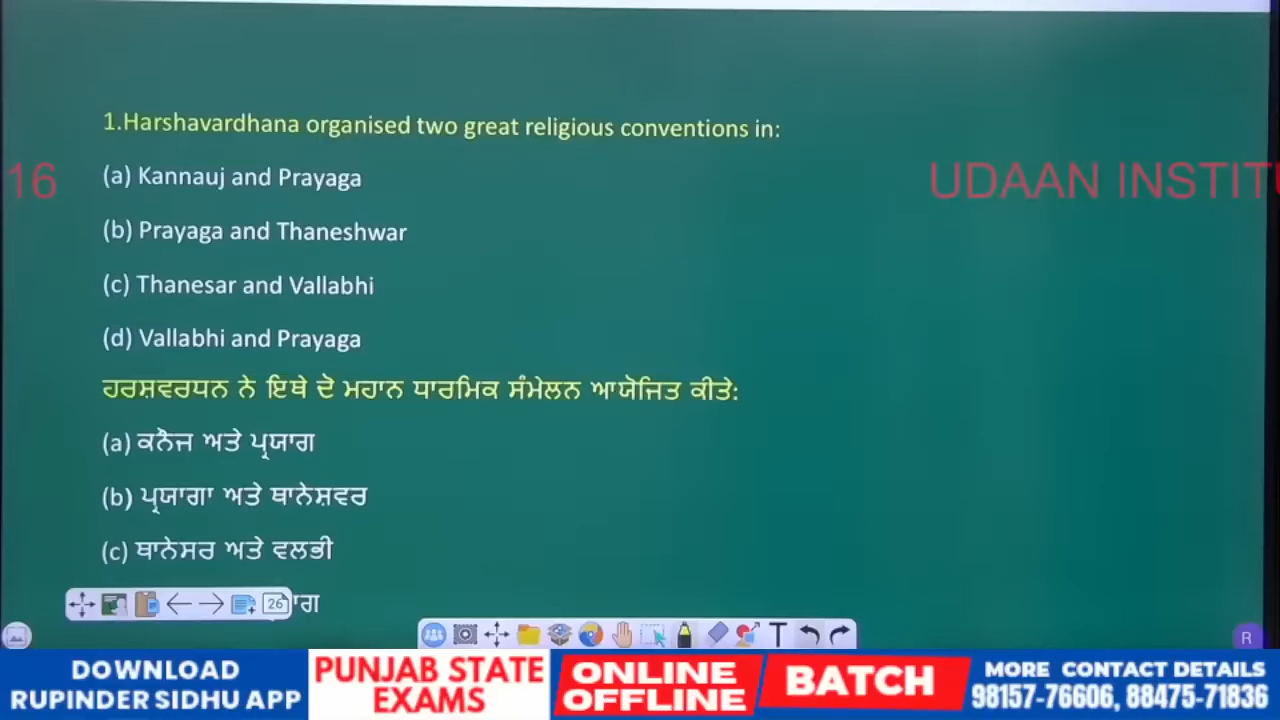 1.Harshavardhana organised two great religious conventions in:
16
(a) Kannauj and Prayaga
UDAAN INSTIT
(b) Prayaga and Thaneshwar
(c) Thanesar and Vallabhi
(d) Vallabhi and Prayaga
ਹਰਸ਼ਵਰਧਨ ਨੇ ਇਥੇ ਦੋ ਮਹਾਨ ਧਾਰਮਿਕ ਸੰਮੇਲਨ ਆਯੋਜਿਤ ਕੀਤੇ:
(a) ਕਨੌਜ ਅਤੇ ਪ੍ਰਯਾਗ
(b) ਪ੍ਰਯਾਗਾ ਅਤੇ ਥਾਨੇਸ਼ਵਰ
(c) ਥਾਨੇਸਰ ਅਤੇ ਵਲਭੀ
26
T
R
DOWNLOAD
RUPINDER SIDHU APP
PUNJAB STATE
EXAMS
ONLINE
OFFLINE
BATCH
MORE CONTACT DETAILS
98157-76606, 88475-71836